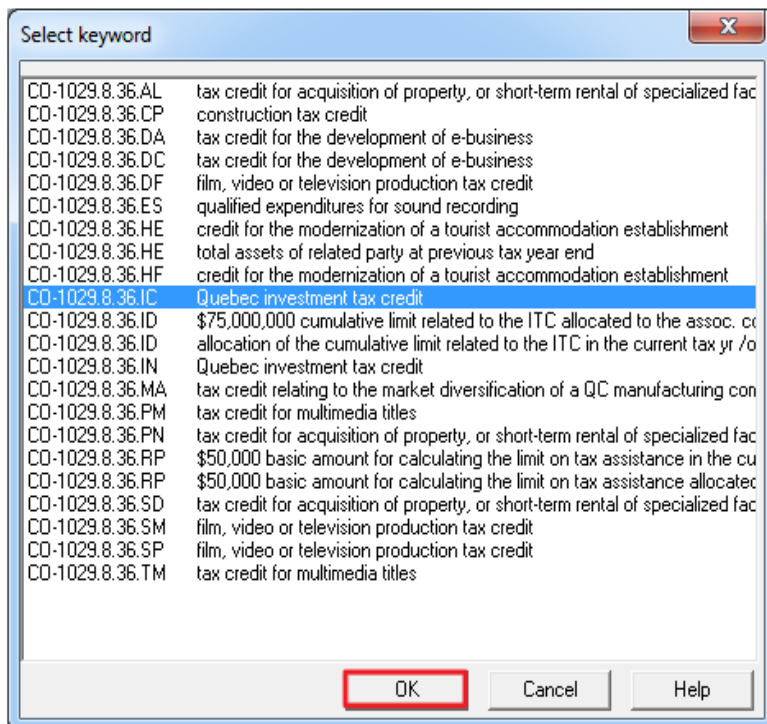 Select keyword
CO-1029.8.36.AL tax credit for acquisition of property, or short-term rental of specialized fac
CO-1029.8.36.CP construction tax credit
CO-1029.8.36.DA tax credit for the development of e-business
CO-1029.8.36.DC tax credit for the development of e-business
CO-1029.8.36.DF film, video or television production tax credit
CO-1029.8.36.ES qualified expenditures for sound recording
CO-1029.8.36.HE credit for the modernization of a tourist accommodation establishment
CO-1029.8.36.HE total assets of related party at previous tax year end
CO-1029.8.36.HF credit for the modernization of a tourist accommodation establishment
CO-1029.8.36.IC Quebec investment tax credit
CO-1029.8.36.ID $75,000,000 cumulative limit related to the ITC allocated to the assoc. co
CO-1029.8.36.ID allocation of the cumulative limit related to the ITC in the current tax yr /o
CO-1029.8.36.IN Quebec investment tax credit
CO-1029.8.36.MA tax credit relating to the market diversification of a QC manufacturing con
CO-1029.8.36.PM tax credit for multimedia titles
CO-1029.8.36.PN tax credit for acquisition of property, or short-term rental of specialized fac
CO-1029.8.36.RP $50,000 basic amount for calculating the limit on tax assistance in the cu
CO-1029.8.36.RP $50,000 basic amount for calculating the limit on tax assistance allocated
CO-1029.8.36.SD tax credit for acquisition of property, or short-term rental of specialized fac
CO-1029.8.36.SM film, video or television production tax credit
CO-1029.8.36.SP film, video or television production tax credit
CO-1029.8.36.TM tax credit for multimedia titles
OK Cancel Help